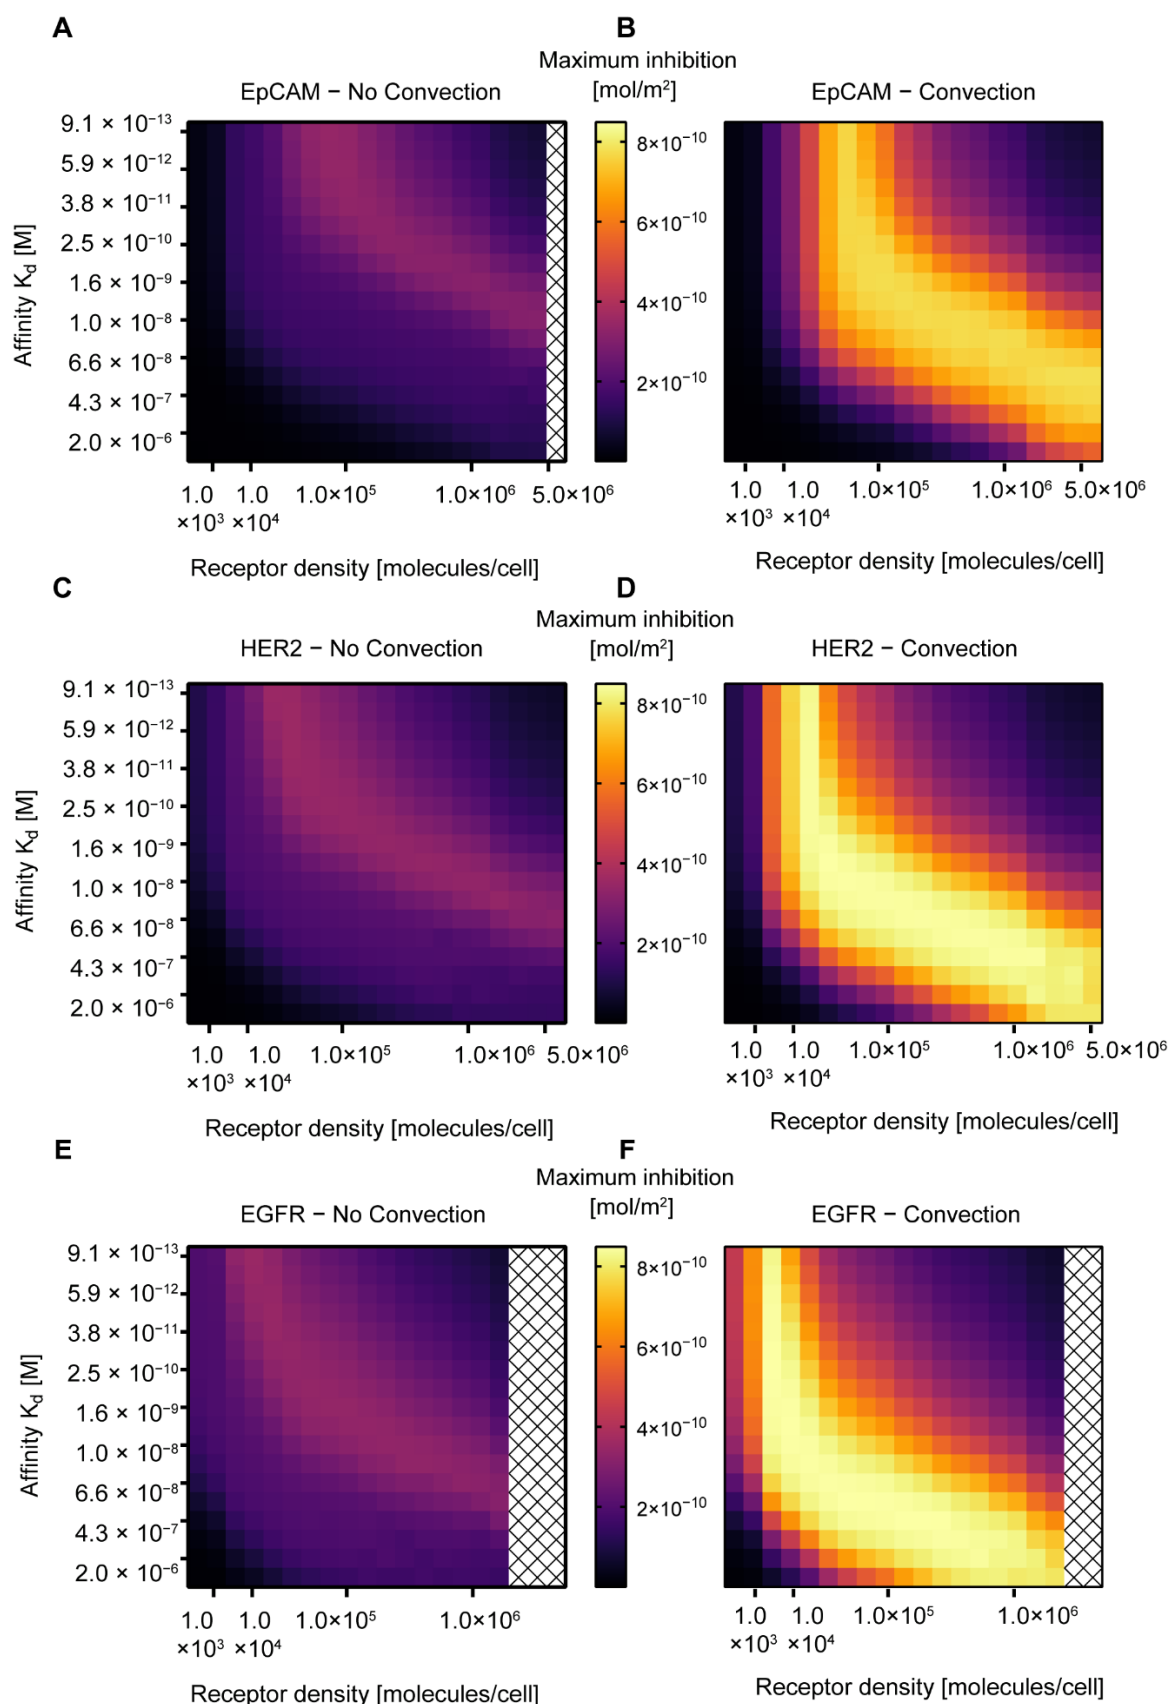 A
B
Maximum inhibition
[mol/m²]
EpCAM − No Convection
EpCAM − Convection
Affinity K_d [M]
9.1 × 10⁻¹³
5.9 × 10⁻¹²
3.8 × 10⁻¹¹
2.5 × 10⁻¹⁰
1.6 × 10⁻⁹
1.0 × 10⁻⁸
6.6 × 10⁻⁸
4.3 × 10⁻⁷
2.0 × 10⁻⁶
8×10⁻¹⁰
6×10⁻¹⁰
4×10⁻¹⁰
2×10⁻¹⁰
1.0 ×10³
1.0 ×10⁴
1.0×10⁵
1.0×10⁶
5.0×10⁶
1.0 ×10³
1.0 ×10⁴
1.0×10⁵
1.0×10⁶
5.0×10⁶
Receptor density [molecules/cell]
Receptor density [molecules/cell]
C
D
Maximum inhibition
[mol/m²]
HER2 − No Convection
HER2 − Convection
Affinity K_d [M]
9.1 × 10⁻¹³
5.9 × 10⁻¹²
3.8 × 10⁻¹¹
2.5 × 10⁻¹⁰
1.6 × 10⁻⁹
1.0 × 10⁻⁸
6.6 × 10⁻⁸
4.3 × 10⁻⁷
2.0 × 10⁻⁶
8×10⁻¹⁰
6×10⁻¹⁰
4×10⁻¹⁰
2×10⁻¹⁰
1.0 ×10³
1.0 ×10⁴
1.0×10⁵
1.0×10⁶
5.0×10⁶
1.0 ×10³
1.0 ×10⁴
1.0×10⁵
1.0×10⁶
5.0×10⁶
Receptor density [molecules/cell]
Receptor density [molecules/cell]
E
F
Maximum inhibition
[mol/m²]
EGFR − No Convection
EGFR − Convection
Affinity K_d [M]
9.1 × 10⁻¹³
5.9 × 10⁻¹²
3.8 × 10⁻¹¹
2.5 × 10⁻¹⁰
1.6 × 10⁻⁹
1.0 × 10⁻⁸
6.6 × 10⁻⁸
4.3 × 10⁻⁷
2.0 × 10⁻⁶
8×10⁻¹⁰
6×10⁻¹⁰
4×10⁻¹⁰
2×10⁻¹⁰
1.0 ×10³
1.0 ×10⁴
1.0×10⁵
1.0×10⁶
1.0 ×10³
1.0 ×10⁴
1.0×10⁵
1.0×10⁶
Receptor density [molecules/cell]
Receptor density [molecules/cell]